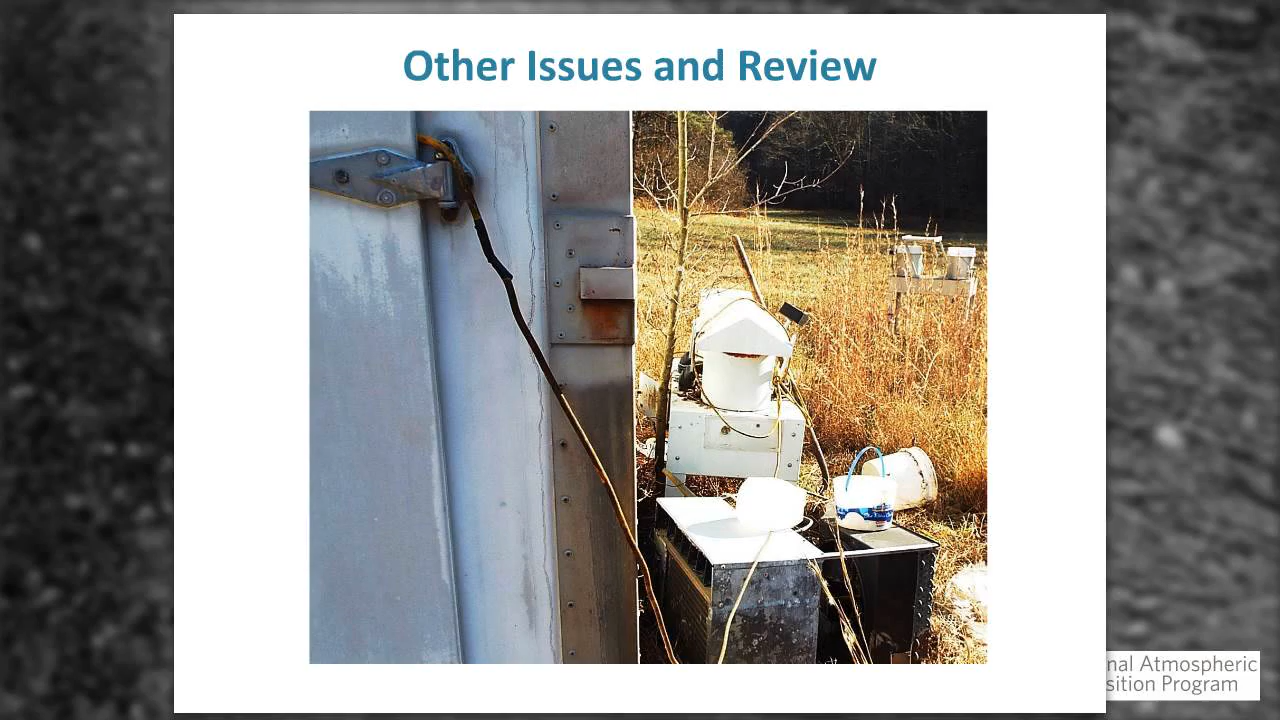 Other Issues and Review
nal Atmospheric
sition Program